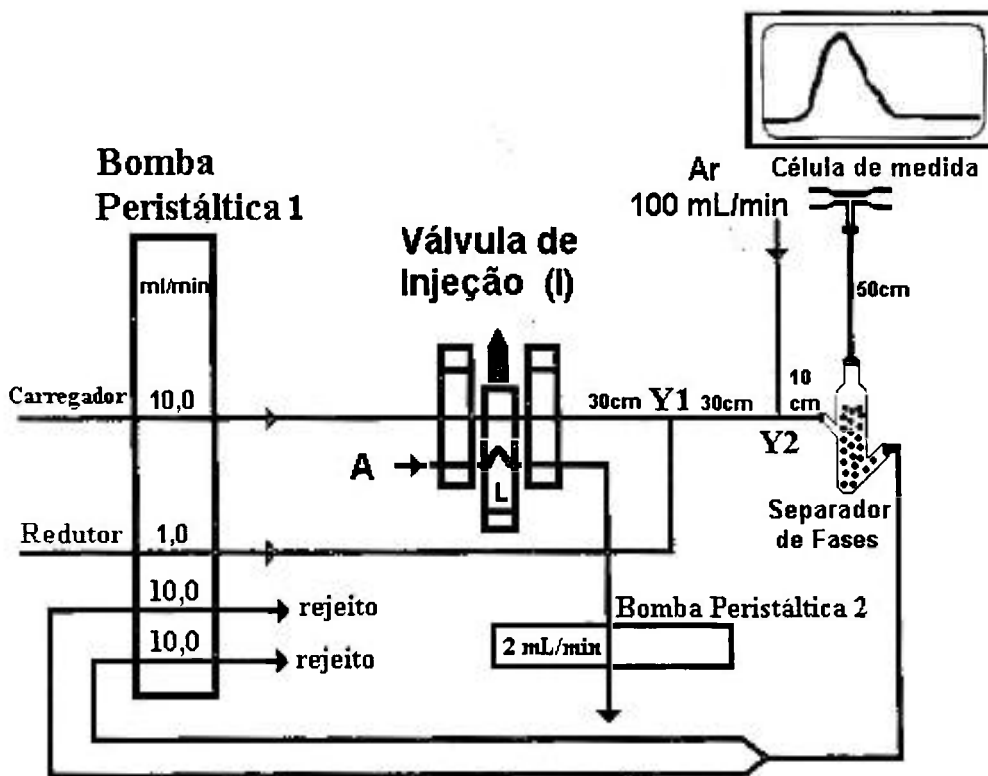 Célula de medida
Bomba
Peristáltica 1
Ar
100 mL/min
Válvula de
Injeção (I)
ml/min
50cm
Carregador
10,0
30cm
Y1
30cm
10
cm
Y2
A
L
Separador
de Fases
Redutor
1,0
10,0
rejeito
Bomba Peristáltica 2
10,0
rejeito
2 mL/min